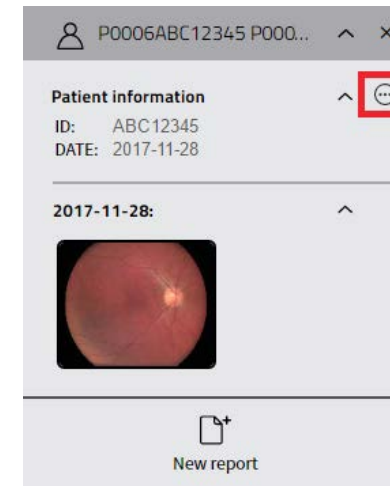 P0006ABC12345 P000...
Patient information
ID: ABC12345
DATE: 2017-11-28
2017-11-28:
New report